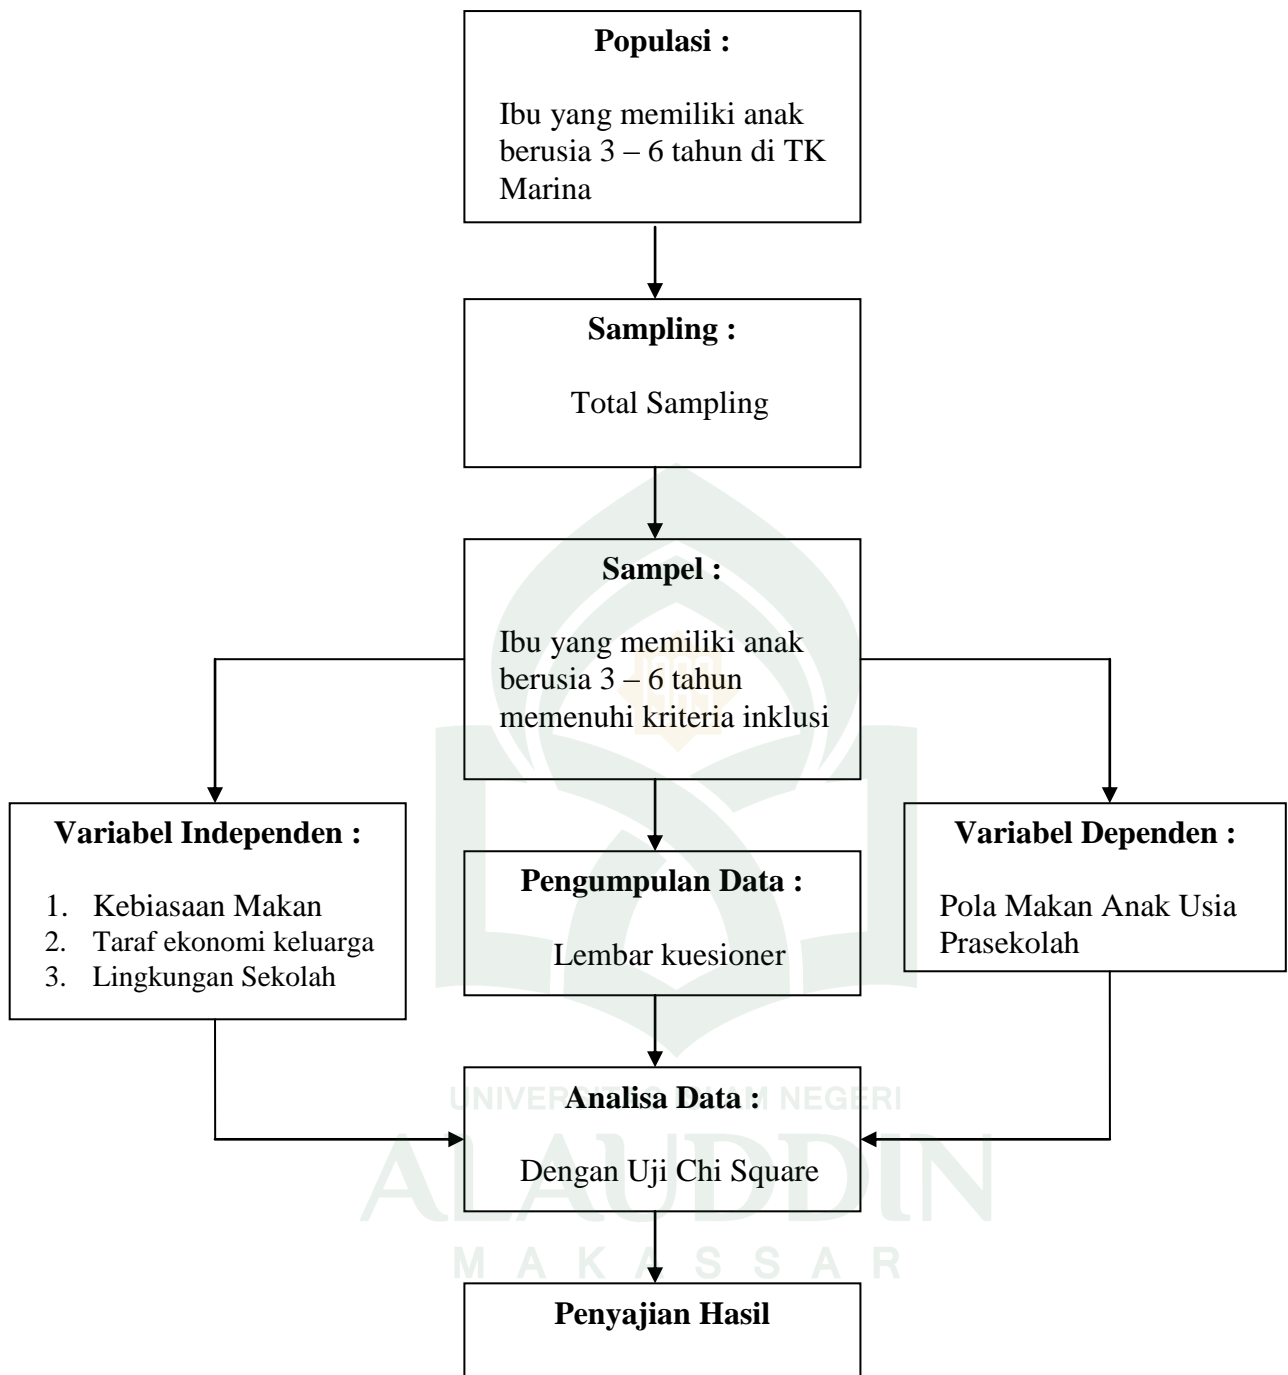 Populasi :
Ibu yang memiliki anak
berusia 3 – 6 tahun di TK
Marina
Sampling :
Total Sampling
Sampel :
Ibu yang memiliki anak
berusia 3 – 6 tahun
memenuhi kriteria inklusi
Variabel Independen :
1. Kebiasaan Makan
2. Taraf ekonomi keluarga
3. Lingkungan Sekolah
Pengumpulan Data :
Lembar kuesioner
Variabel Dependen :
Pola Makan Anak Usia
Prasekolah
UNIVERSITAS ISLAM NEGERI
Analisa Data :
Dengan Uji Chi Square
ALAUDDIN
MAKASSAR
Penyajian Hasil